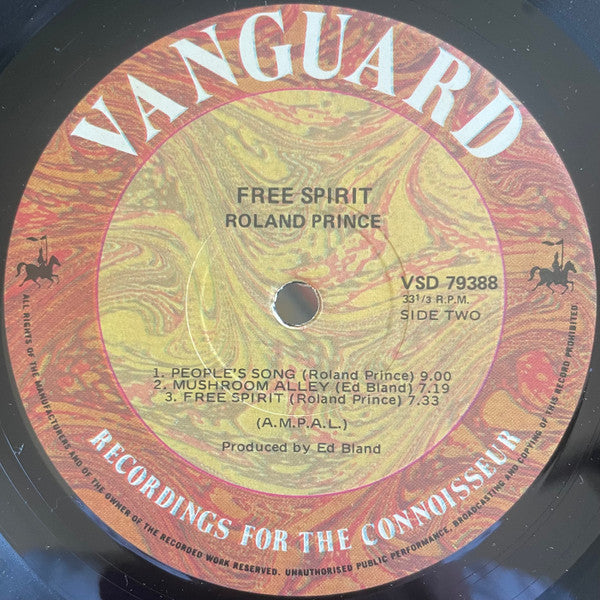 VANGUARD
FREE SPIRIT
ROLAND PRINCE
VSD 79388
33 1/3 R.P.M.
SIDE TWO
1. PEOPLE'S SONG (Roland Prince) 9.00
2. MUSHROOM ALLEY (Ed Bland) 7.19
3. FREE SPIRIT (Roland Prince) 7.33
(A.M.P.A.L.)
Produced by Ed Bland
RECORDINGS FOR THE CONNOISSEUR
ALL RIGHTS OF THE MANUFACTURERS AND OF THE OWNER OF THE RECORDED WORK RESERVED. UNAUTHORISED PUBLIC PERFORMANCE, BROADCASTING AND COPYING OF THIS RECORD PROHIBITED